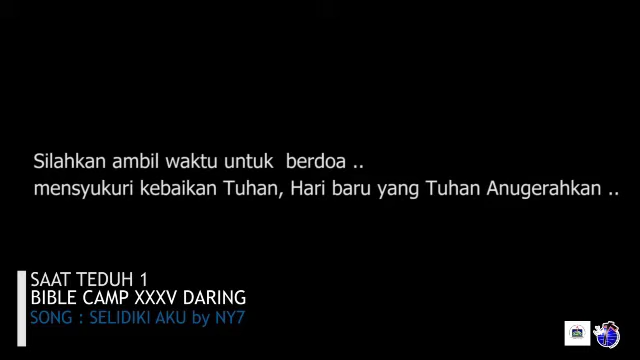 Silahkan ambil waktu untuk berdoa ..
mensyukuri kebaikan Tuhan, Hari baru yang Tuhan Anugerahkan ..
SAAT TEDUH 1
BIBLE CAMP XXXV DARING
SONG : SELIDIKI AKU by NY7